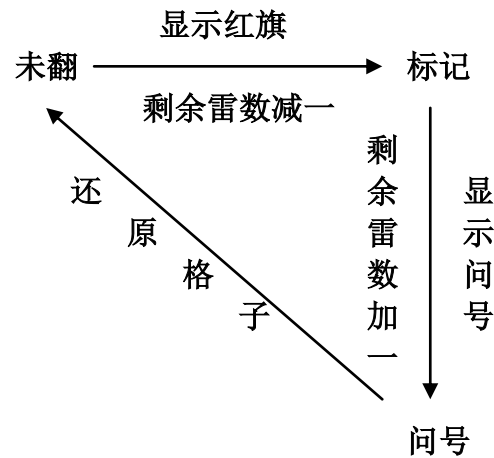 显示红旗
未翻
标记
剩余雷数减一
还原格子
剩余雷数加一
显示问号
问号